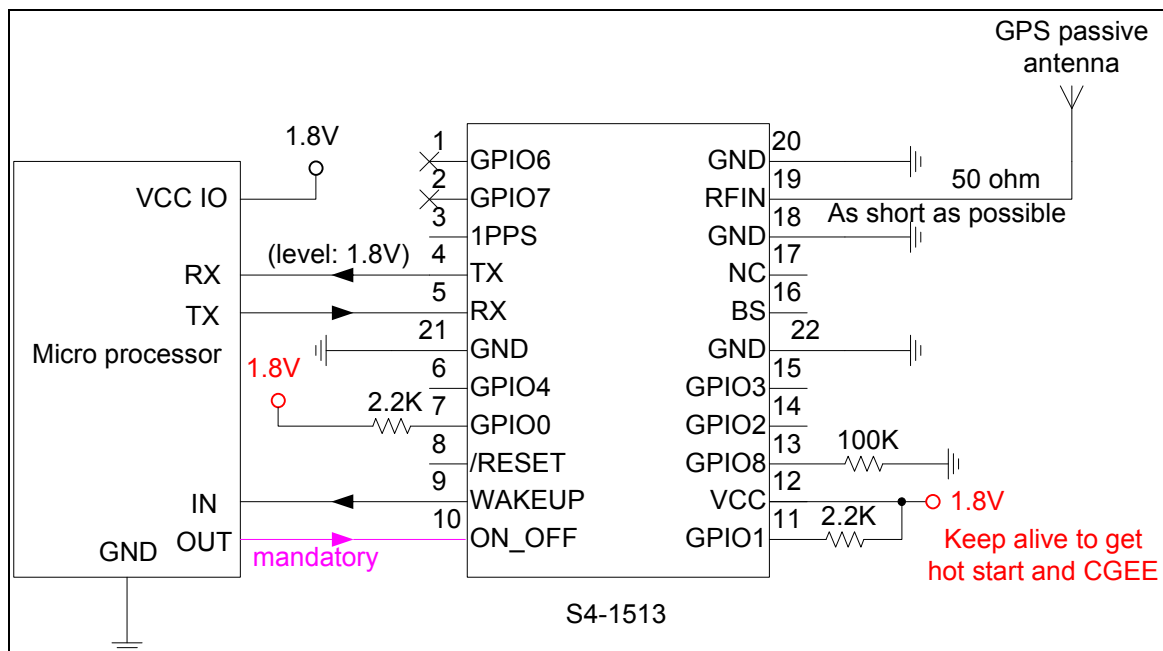 GPS passive
antenna
1.8V
VCC IO
RX
(level: 1.8V)
TX
Micro processor
1.8V
2.2K
IN
OUT
GND
mandatory
1
GPIO6
2
GPIO7
3
1PPS
4
TX
5
RX
21
GND
6
GPIO4
7
GPIO0
8
/RESET
9
WAKEUP
10
ON_OFF
20
GND
19
RFIN
50 ohm
As short as possible
18
GND
17
NC
16
BS
22
GND
15
GPIO3
14
GPIO2
13
GPIO8
100K
12
VCC
1.8V
11
GPIO1
2.2K
Keep alive to get
hot start and CGEE
S4-1513